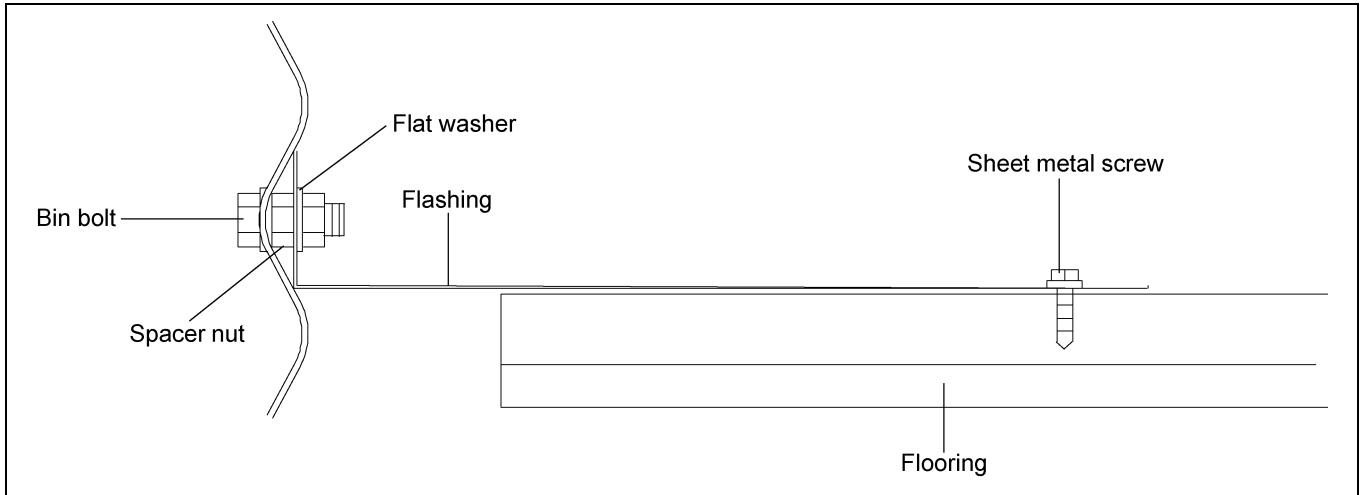 Flat washer
Sheet metal screw
Flashing
Bin bolt
Spacer nut
Flooring